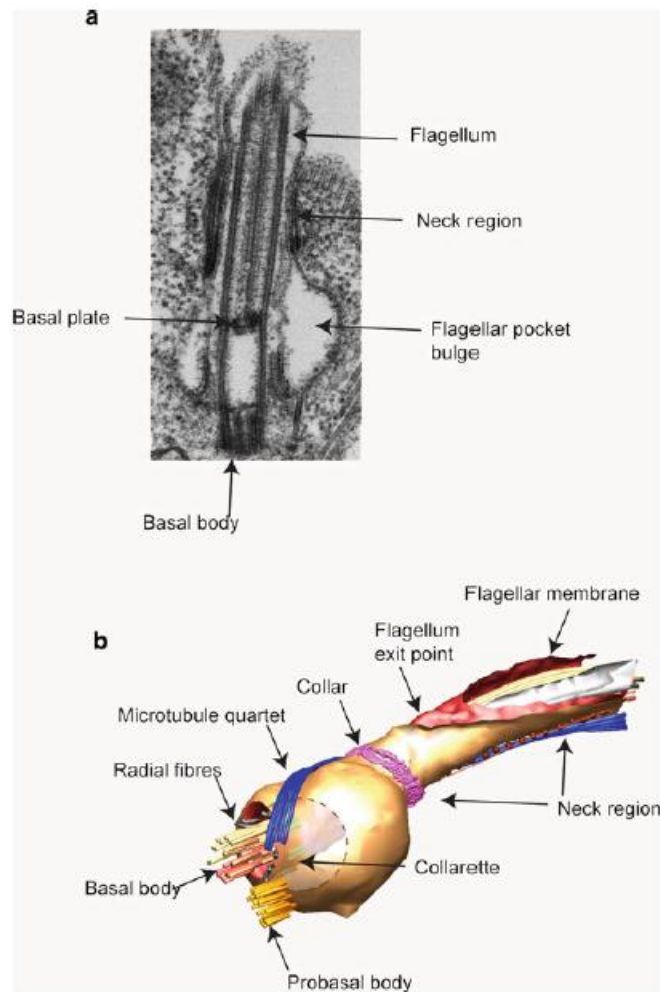 a
Flagellum
Neck region
Basal plate
Flagellar pocket
bulge
Basal body
b
Flagellar membrane
Flagellum
exit point
Collar
Microtubule quartet
Radial fibres
Neck region
Basal body
Collarette
Probasal body